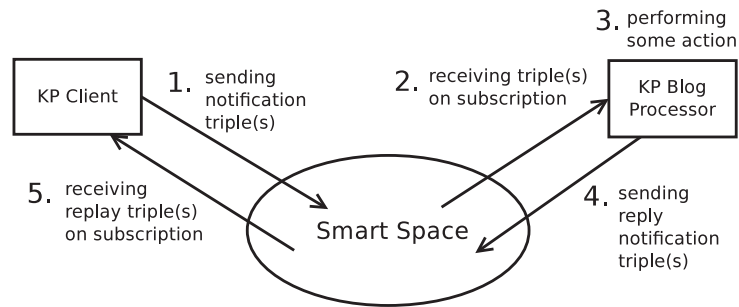 3. performing
some action
KP Client
1. sending
notification
triple(s)
2. receiving triple(s)
on subscription
KP Blog
Processor
5. receiving
replay triple(s)
on subscription
Smart Space
4. sending
reply
notification
triple(s)